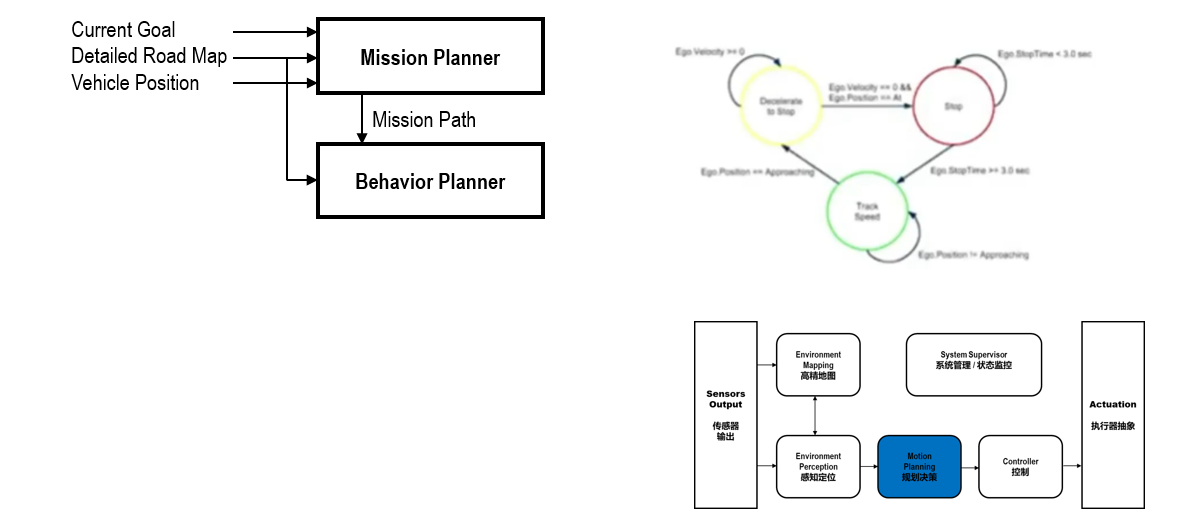 Current Goal
Detailed Road Map
Vehicle Position
Mission Planner
Mission Path
Behavior Planner
Ego.Velocity >= 0
Ego.StopTime < 3.0 sec
Decelerate
to Stop
Ego.Velocity == 0 &&
Ego.Position == At
Stop
Ego.Position == Approaching
Ego.StopTime >= 3.0 sec
Track
Speed
Ego.Position != Approaching
Sensors
Output
传感器
输出
Environment
Mapping
高精地图
System Supervisor
系统管理 / 状态监控
Environment
Perception
感知定位
Motion
Planning
规划决策
Controller
控制
Actuation
执行器抽象